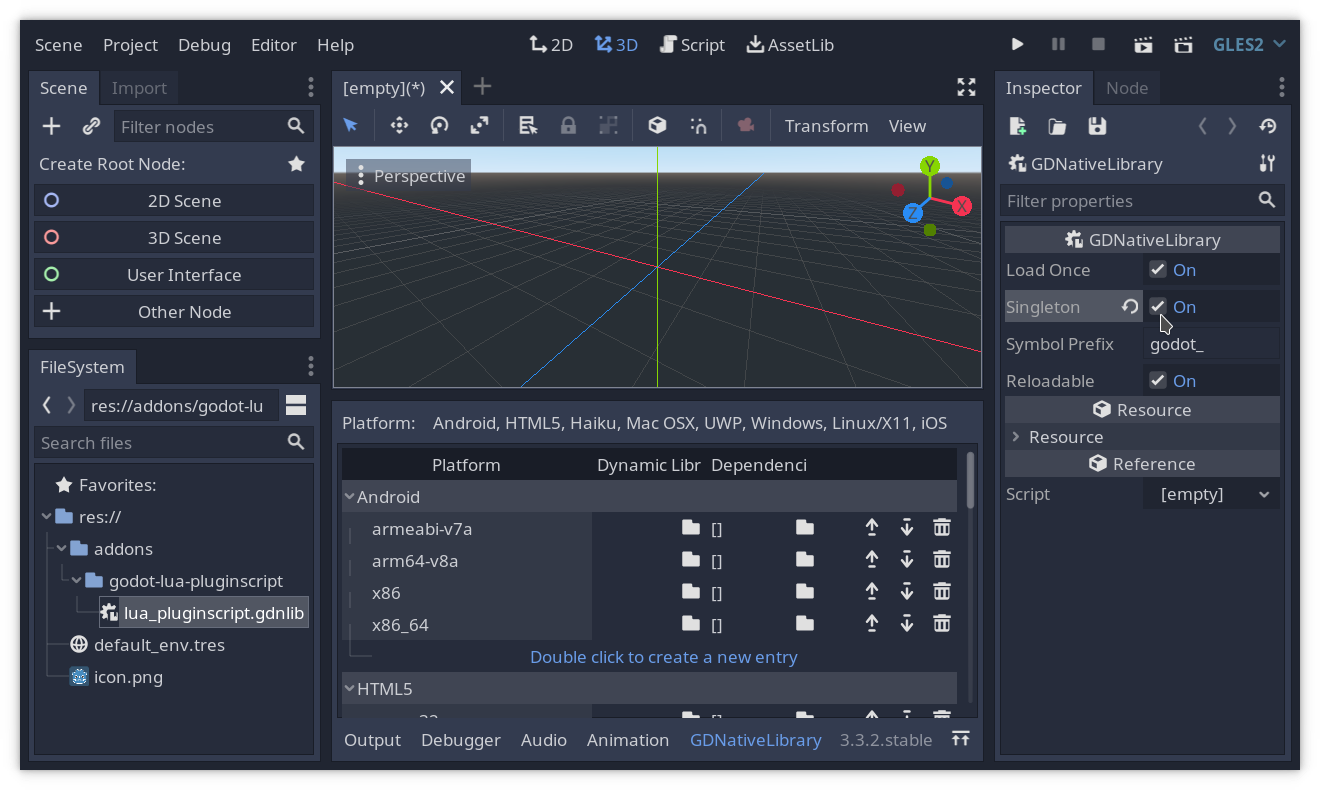 Scene Project Debug Editor Help 2D 3D Script AssetLib GLES2
Scene Import
Filter nodes
Create Root Node:
2D Scene
3D Scene
User Interface
Other Node
FileSystem
res://addons/godot-lu
Search files
Favorites:
res://
addons
godot-lua-pluginscript
lua_pluginscript.gdnlib
default_env.tres
icon.png
[empty](*)
Transform View
Perspective
Y
X
Z
Platform: Android, HTML5, Haiku, Mac OSX, UWP, Windows, Linux/X11, iOS
Platform Dynamic Libr Dependenci
Android
armeabi-v7a []
arm64-v8a []
x86 []
x86_64 []
Double click to create a new entry
HTML5
Output Debugger Audio Animation GDNativeLibrary 3.3.2.stable
Inspector Node
GDNativeLibrary
Filter properties
GDNativeLibrary
Load Once On
Singleton On
Symbol Prefix godot_
Reloadable On
Resource
Resource
Reference
Script [empty]